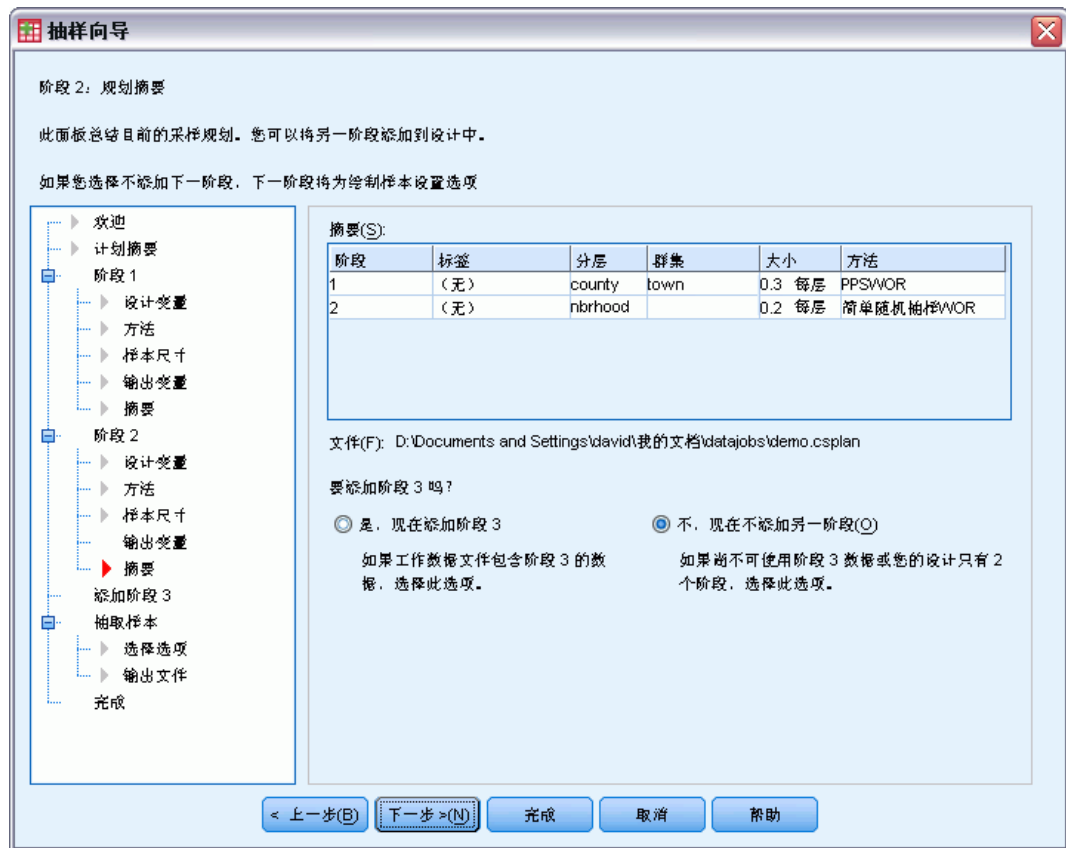 抽样向导
阶段 2：规划摘要
此面板总结目前的采样规划。您可以将另一阶段添加到设计中。
如果您选择不添加下一阶段，下一阶段将为绘制样本设置选项
欢迎
计划摘要
阶段 1
设计变量
方法
样本尺寸
输出变量
摘要
阶段 2
设计变量
方法
样本尺寸
输出变量
摘要
添加阶段 3
抽取样本
选择选项
输出文件
完成
摘要(S):
阶段 标签 分层 群集 大小 方法
1 （无） county town 0.3 每层 PPSWOR
2 （无） nbrhood 0.2 每层 简单随机抽样WOR
文件(F): D:\Documents and Settings\david\我的文档\datajobs\demo.csplan
要添加阶段 3 吗？
是，现在添加阶段 3
如果工作数据文件包含阶段 3 的数
据，选择此选项。
不，现在不添加另一阶段(O)
如果尚不可使用阶段 3 数据或您的设计只有 2
个阶段，选择此选项。
< 上一步(B) 下一步 >(N) 完成 取消 帮助